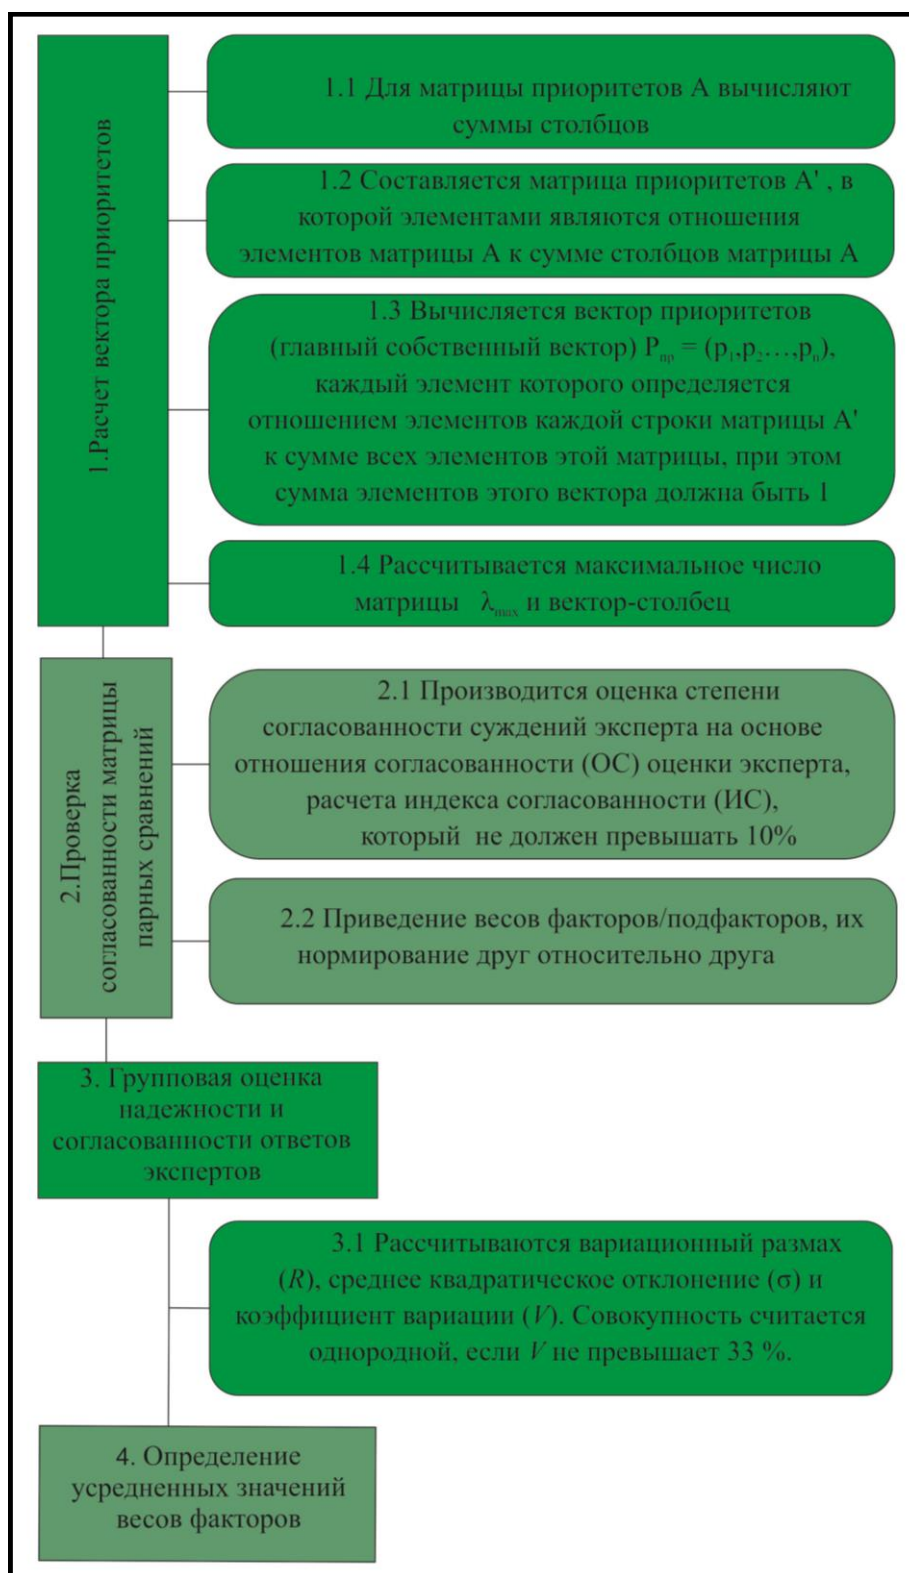 1.Расчет вектора приоритетов
1.1 Для матрицы приоритетов А вычисляют
суммы столбцов
1.2 Составляется матрица приоритетов А' , в
которой элементами являются отношения
элементов матрицы А к сумме столбцов матрицы А
1.3 Вычисляется вектор приоритетов
(главный собственный вектор) Pпр = (p1,p2…,pn),
каждый элемент которого определяется
отношением элементов каждой строки матрицы А'
к сумме всех элементов этой матрицы, при этом
сумма элементов этого вектора должна быть 1
1.4 Рассчитывается максимальное число
матрицы λmax и вектор-столбец
2.Проверка
согласованности матрицы
парных сравнений
2.1 Производится оценка степени
согласованности суждений эксперта на основе
отношения согласованности (ОС) оценки эксперта,
расчета индекса согласованности (ИС),
который не должен превышать 10%
2.2 Приведение весов факторов/подфакторов, их
нормирование друг относительно друга
3. Групповая оценка
надежности и
согласованности ответов
экспертов
3.1 Рассчитываются вариационный размах
(R), среднее квадратическое отклонение (σ) и
коэффициент вариации (V). Совокупность считается
однородной, если V не превышает 33 %.
4. Определение
усредненных значений
весов факторов